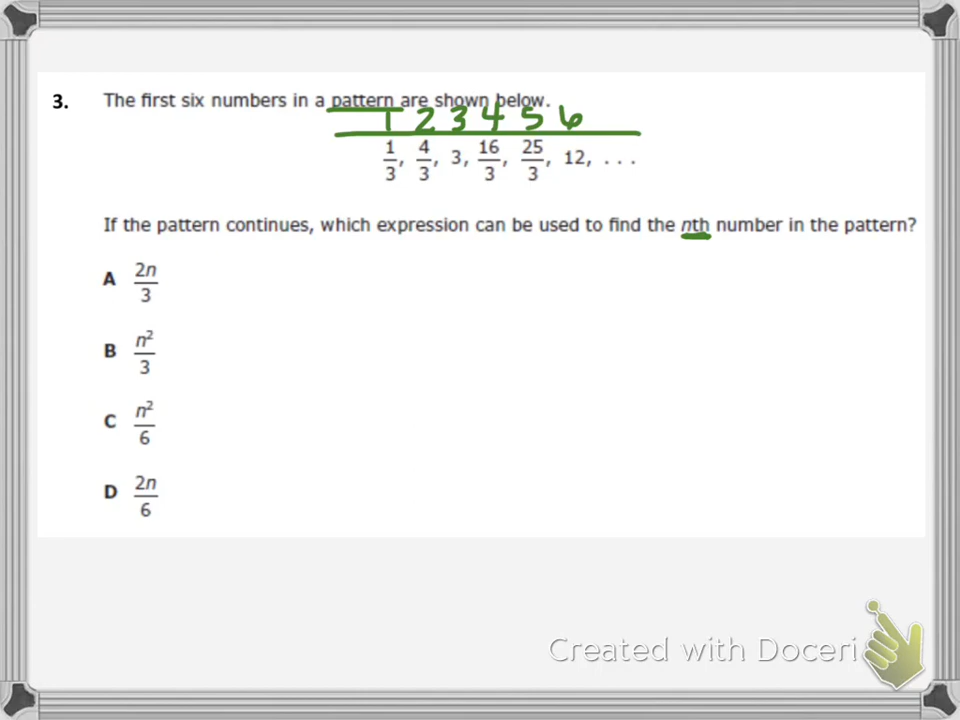 3. The first six numbers in a pattern are shown below.
1 2 3 4 5 6
1/3, 4/3, 3, 16/3, 25/3, 12, . . .
If the pattern continues, which expression can be used to find the nth number in the pattern?
A 2n/3
B n²/3
C n²/6
D 2n/6
Created with Doceri